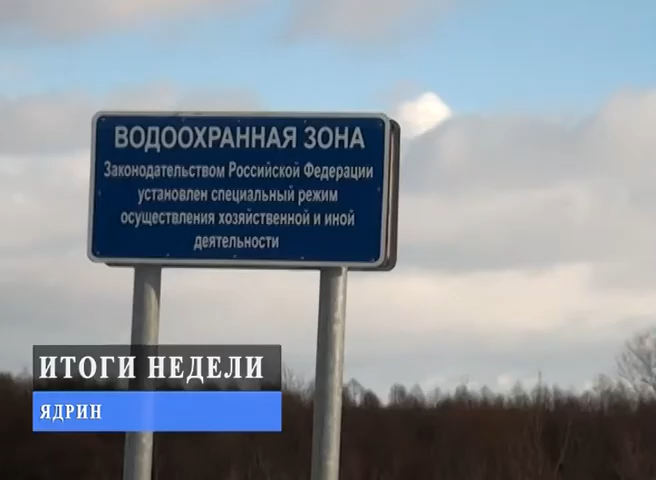 ВОДООХРАННАЯ ЗОНА
Законодательством Российской Федерации
установлен специальный режим
осуществления хозяйственной и иной
деятельности
ИТОГИ НЕДЕЛИ
ЯДРИН